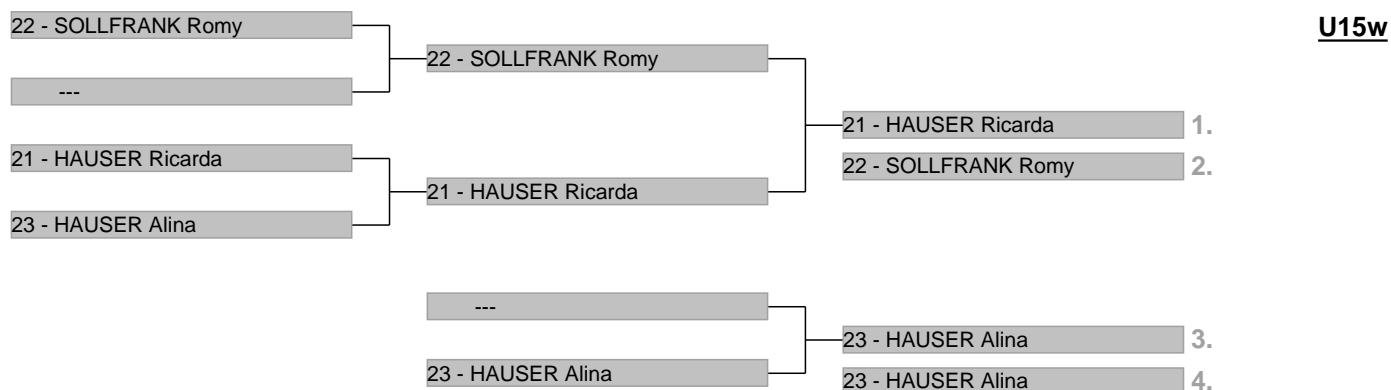 U15w
22 - SOLLFRANK Romy
---
21 - HAUSER Ricarda
23 - HAUSER Alina
22 - SOLLFRANK Romy
21 - HAUSER Ricarda
21 - HAUSER Ricarda 1.
22 - SOLLFRANK Romy 2.
---
23 - HAUSER Alina
23 - HAUSER Alina 3.
23 - HAUSER Alina 4.